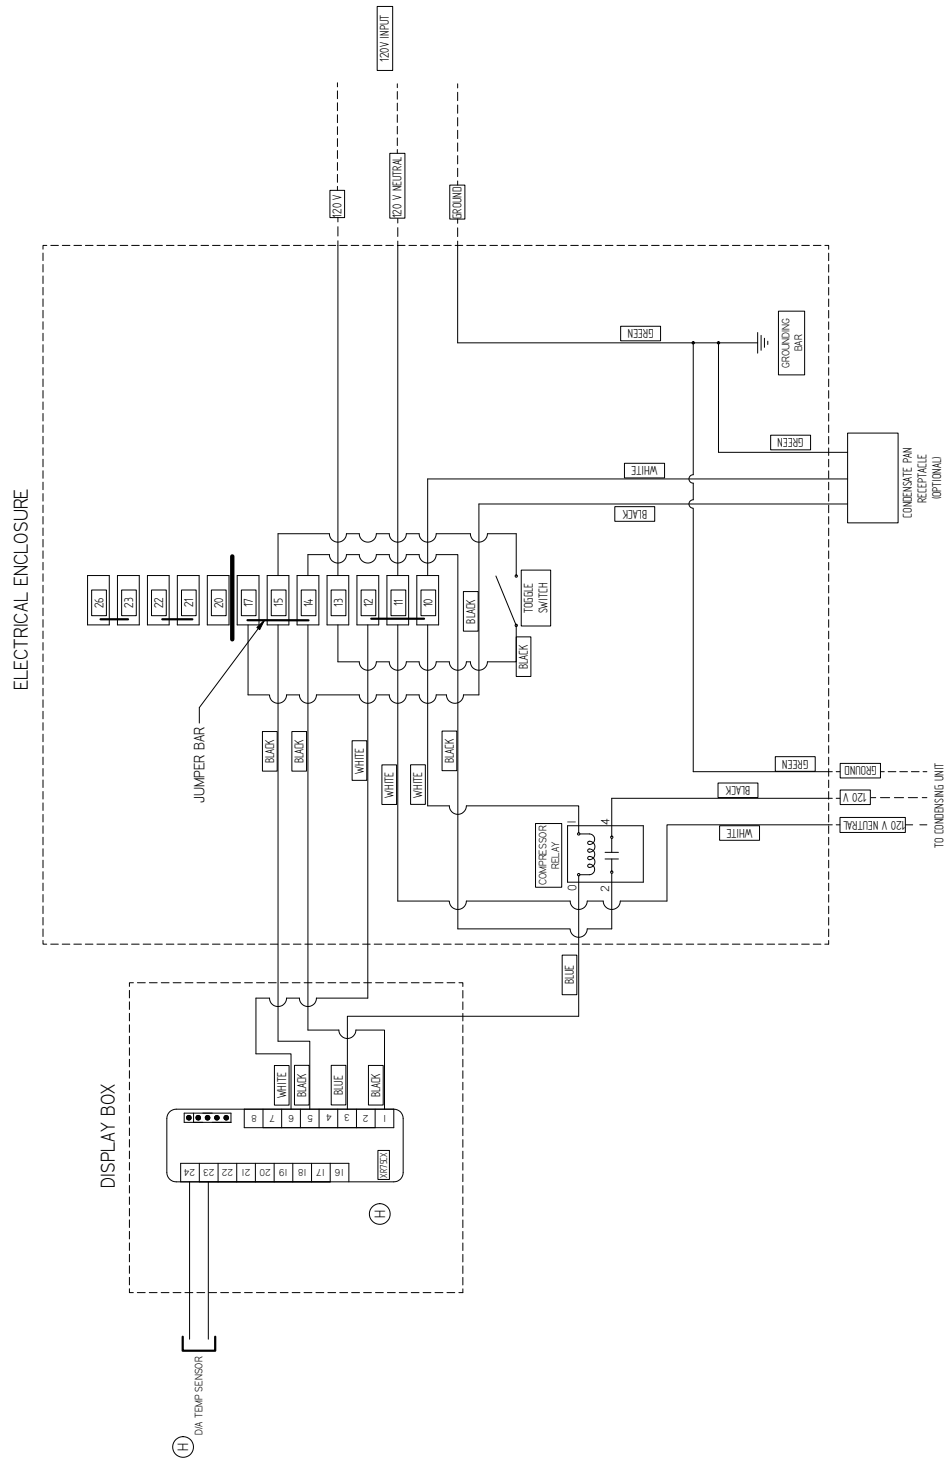 120V INPUT
120 V
120 V NEUTRAL
GROUND
ELECTRICAL ENCLOSURE
GREEN
GROUNDING
BAR
GREEN
WHITE
BLACK
CONDENSATE PAN
RECEPTACLE
(OPTIONAL)
26
23
22
21
20
17
15
14
13
12
11
10
BLACK
TOGGLE
SWITCH
BLACK
JUMPER BAR
BLACK
BLACK
WHITE
WHITE
WHITE
BLACK
GREEN
BLACK
WHITE
GROUND
120 V
120 V NEUTRAL
TO CONDENSING UNIT
COMPRESSOR
RELAY
1
4
0
2
BLUE
DISPLAY BOX
WHITE
BLACK
BLUE
BLACK
8
7
6
5
4
3
2
1
24
23
22
21
20
19
18
17
16
XR75CX
H
D/A TEMP SENSOR
H